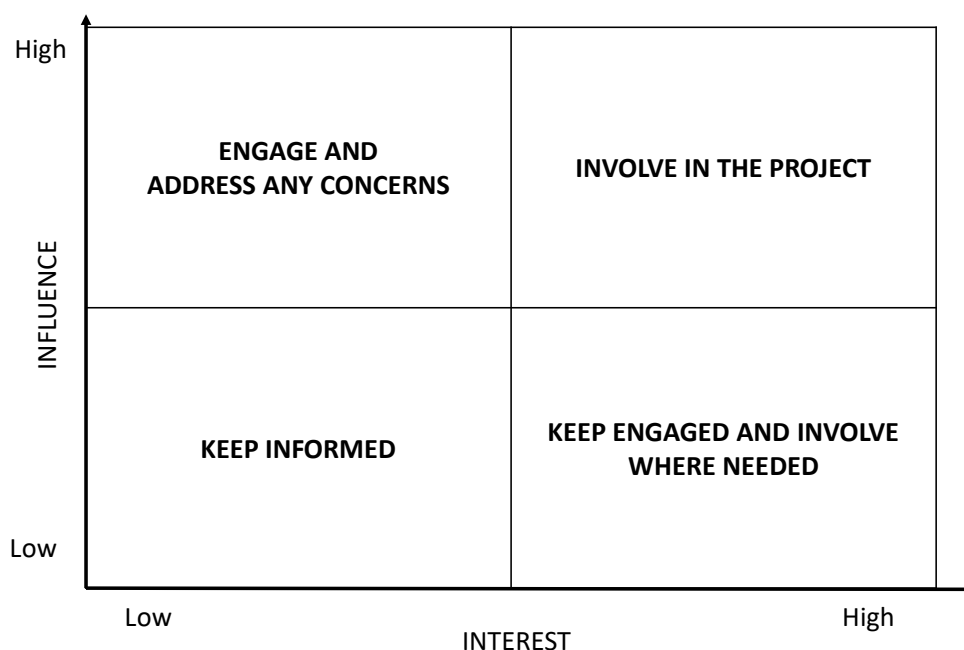 High
ENGAGE AND
ADDRESS ANY CONCERNS
INVOLVE IN THE PROJECT
INFLUENCE
KEEP INFORMED
KEEP ENGAGED AND INVOLVE
WHERE NEEDED
Low
Low
High
INTEREST